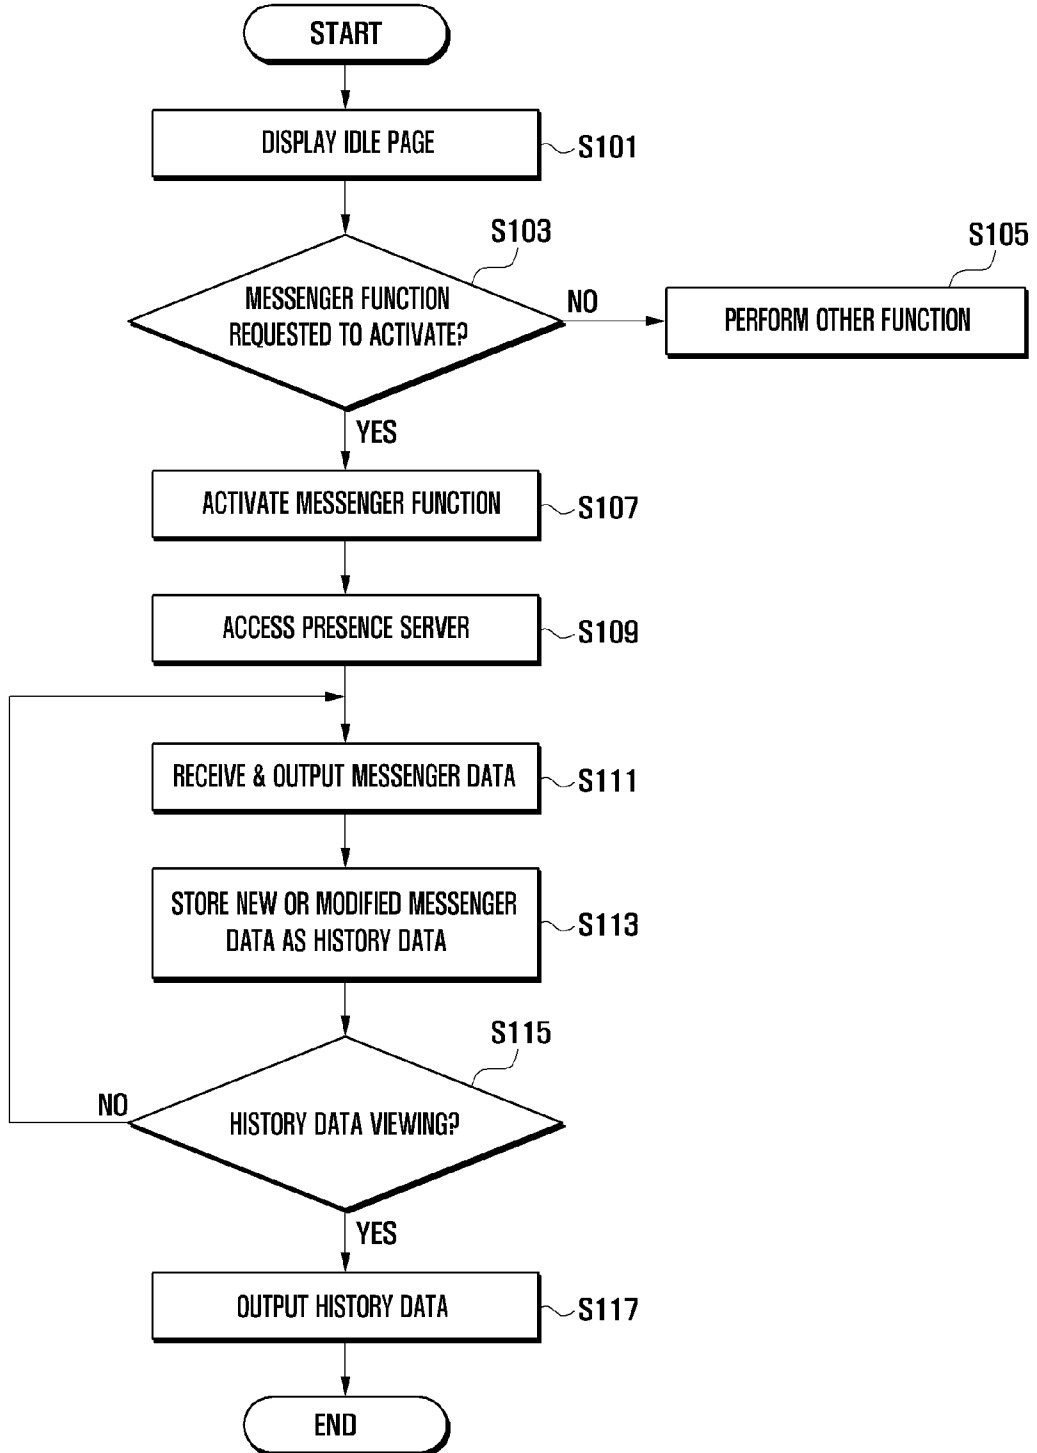 START
DISPLAY IDLE PAGE
S101
S103
S105
MESSENGER FUNCTION
REQUESTED TO ACTIVATE?
NO
PERFORM OTHER FUNCTION
YES
ACTIVATE MESSENGER FUNCTION
S107
ACCESS PRESENCE SERVER
S109
RECEIVE & OUTPUT MESSENGER DATA
S111
STORE NEW OR MODIFIED MESSENGER
DATA AS HISTORY DATA
S113
S115
NO
HISTORY DATA VIEWING?
YES
OUTPUT HISTORY DATA
S117
END